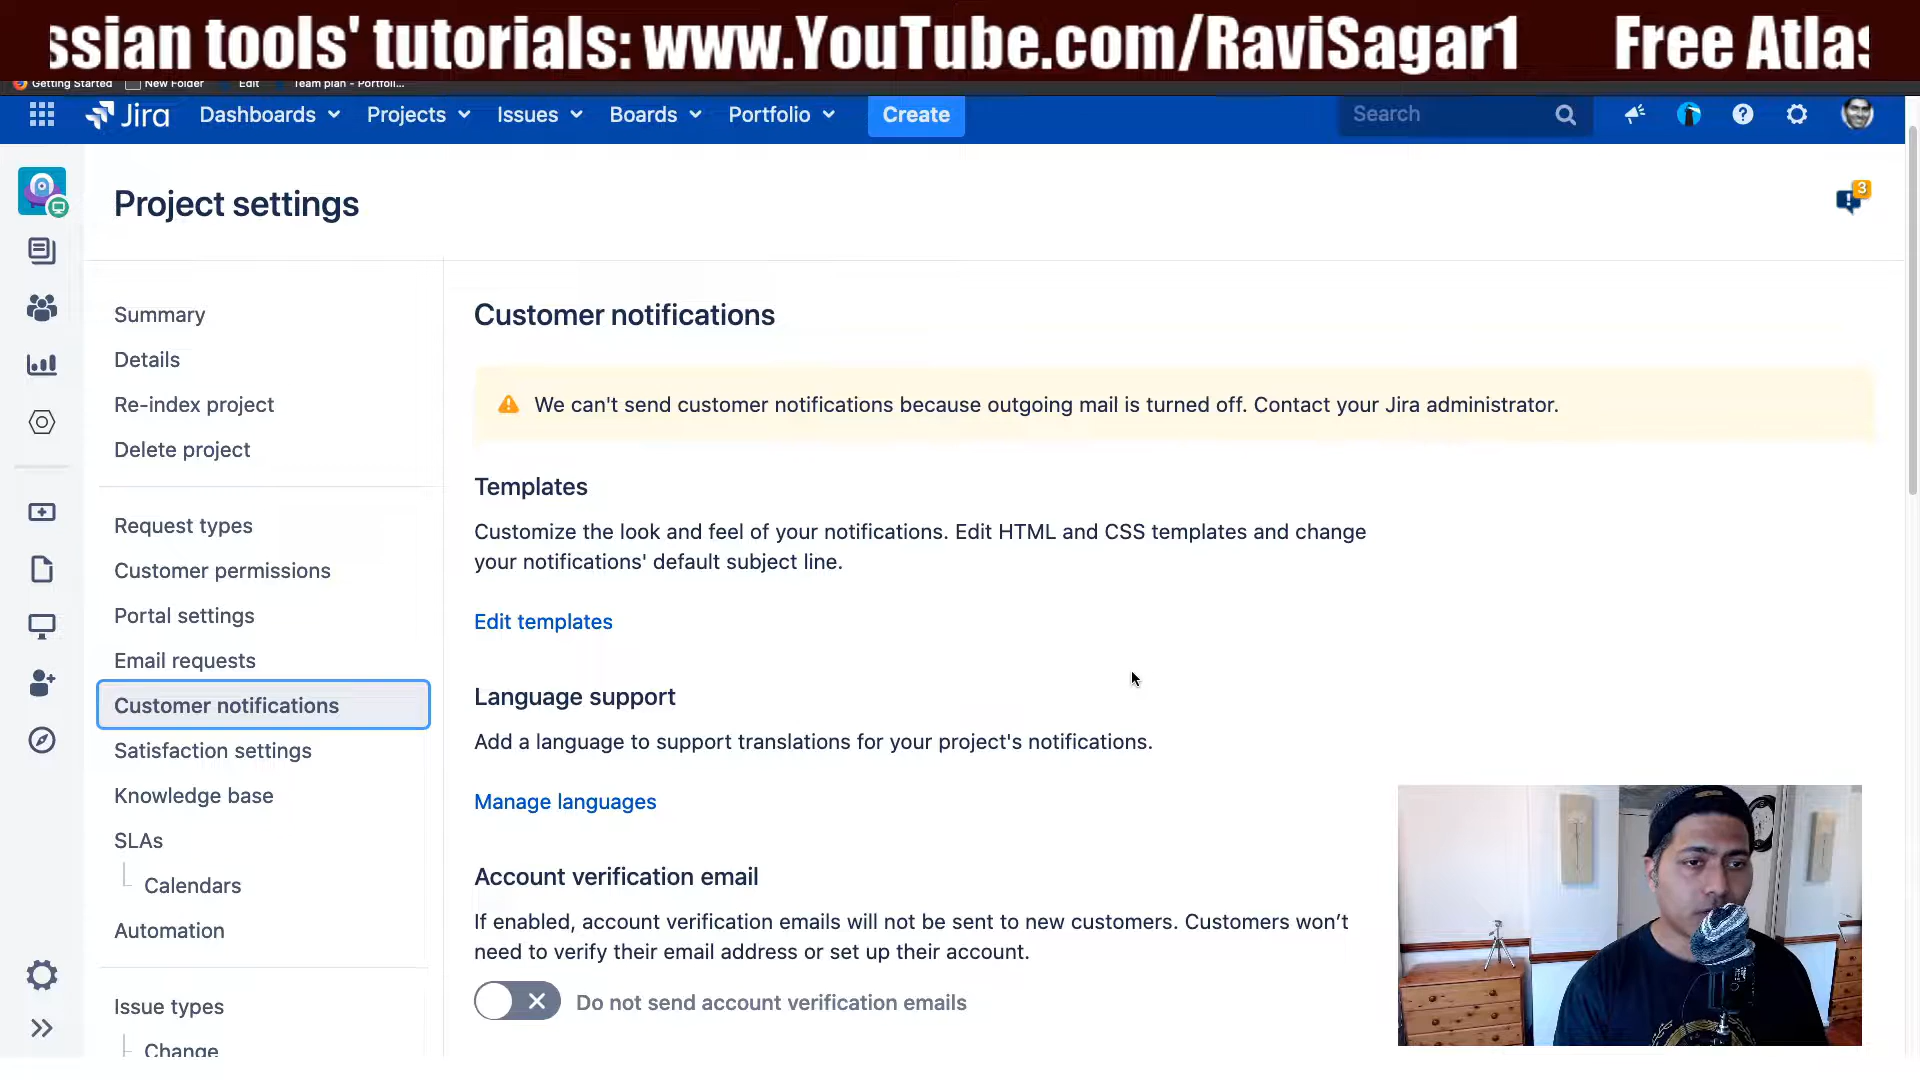 ssian tools' tutorials: www.YouTube.com/RaviSagar1 Free Atlas
Getting Started New Folder Edit Team plan - Portfoli...
Jira Dashboards Projects Issues Boards Portfolio Create Search
Project settings
3
Summary
Details
Re-index project
Delete project
Request types
Customer permissions
Portal settings
Email requests
Customer notifications
Satisfaction settings
Knowledge base
SLAs
Calendars
Automation
Issue types
Change
Customer notifications
We can't send customer notifications because outgoing mail is turned off. Contact your Jira administrator.
Templates
Customize the look and feel of your notifications. Edit HTML and CSS templates and change
your notifications' default subject line.
Edit templates
Language support
Add a language to support translations for your project's notifications.
Manage languages
Account verification email
If enabled, account verification emails will not be sent to new customers. Customers won’t
need to verify their email address or set up their account.
Do not send account verification emails